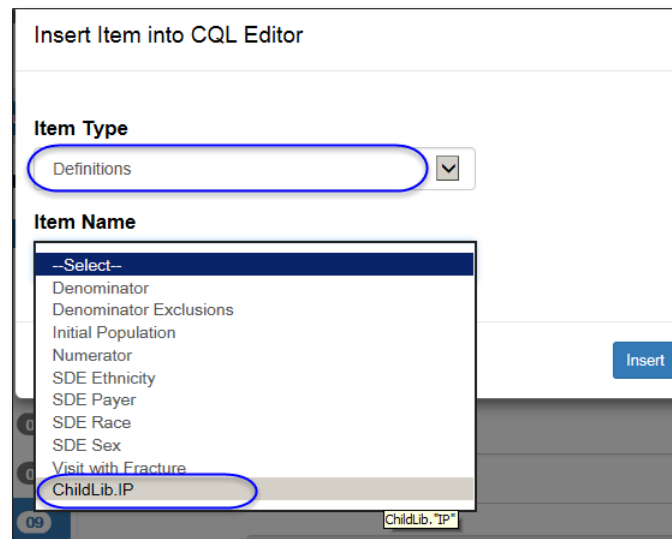 Insert Item into CQL Editor
Item Type
Definitions
Item Name
--Select--
Denominator
Denominator Exclusions
Initial Population
Numerator
SDE Ethnicity
SDE Payer
SDE Race
SDE Sex
Visit with Fracture
ChildLib.IP
Insert
09
ChildLib."IP"